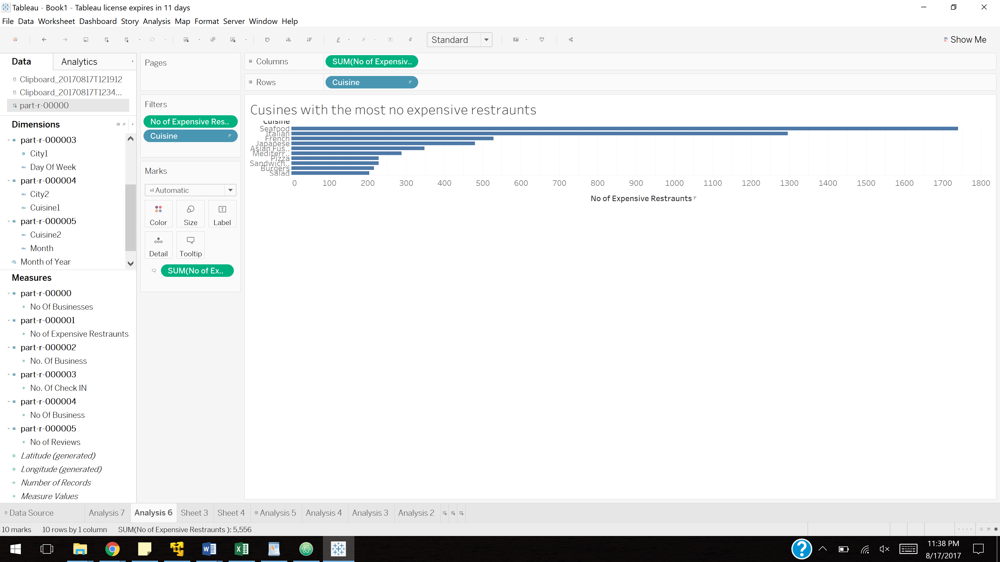 Tableau - Book1 - Tableau license expires in 11 days
File Data Worksheet Dashboard Story Analysis Map Format Server Window Help
Standard
Show Me
Data Analytics
Clipboard_20170817T121912
Clipboard_20170817T1234...
part-r-00000
Dimensions
part-r-000003
City1
Abc Day Of Week
part-r-000004
Abc City2
Abc Cuisine1
part-r-000005
Abc Cuisine2
Abc Month
Month of Year
Measures
part-r-00000
No Of Businesses
part-r-000001
No of Expensive Restraunts
part-r-000002
No. Of Business
part-r-000003
No. Of Check IN
part-r-000004
No Of Business
part-r-000005
No of Reviews
Latitude (generated)
Longitude (generated)
Number of Records
Measure Values
Pages
Filters
No of Expensive Res..
Cuisine
Marks
Automatic
Color Size Label
Detail Tooltip
SUM(No of Ex..
Columns SUM(No of Expensiv..
Rows Cuisine
Cusines with the most no expensive restraunts
Cuisine
Seafood
Italian
French
Japanese
Asian Fus..
Mediterr..
Pizza
Sandwich..
Burgers
Salad
0 100 200 300 400 500 600 700 800 900 1000 1100 1200 1300 1400 1500 1600 1700 1800
No of Expensive Restraunts
Data Source Analysis 7 Analysis 6 Sheet 3 Sheet 4 Analysis 5 Analysis 4 Analysis 3 Analysis 2
10 marks 10 rows by 1 column SUM(No of Expensive Restraunts ): 5,556
11:38 PM
8/17/2017